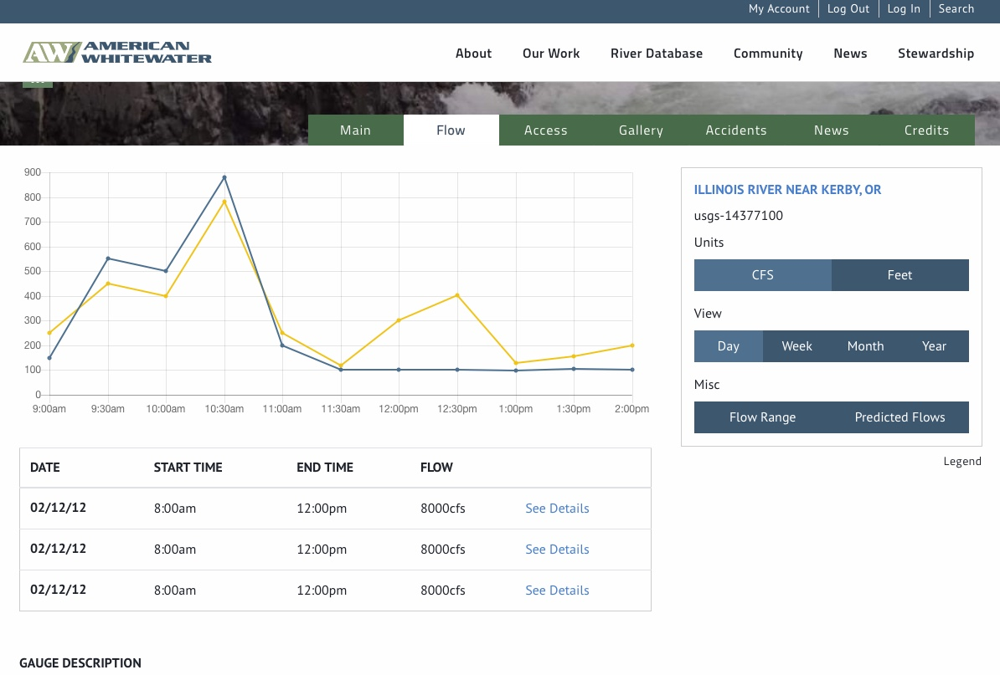 My Account Log Out Log In Search
AMERICAN
WHITEWATER
AW
About Our Work River Database Community News Stewardship
Main Flow Access Gallery Accidents News Credits
900
800
700
600
500
400
300
200
100
0
9:00am 9:30am 10:00am 10:30am 11:00am 11:30am 12:00pm 12:30pm 1:00pm 1:30pm 2:00pm
ILLINOIS RIVER NEAR KERBY, OR
usgs-14377100
Units
CFS Feet
View
Day Week Month Year
Misc
Flow Range Predicted Flows
Legend
DATE START TIME END TIME FLOW
02/12/12 8:00am 12:00pm 8000cfs See Details
02/12/12 8:00am 12:00pm 8000cfs See Details
02/12/12 8:00am 12:00pm 8000cfs See Details
GAUGE DESCRIPTION